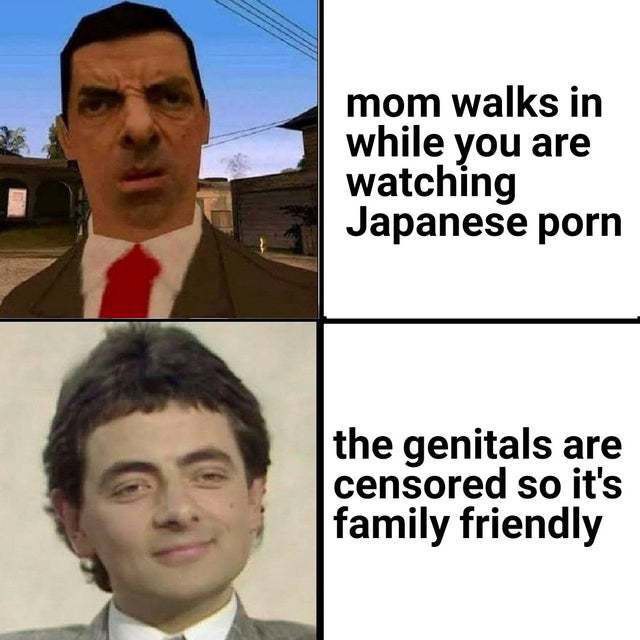 mom walks in
while you are
watching
Japanese porn
the genitals are
censored so it's
family friendly